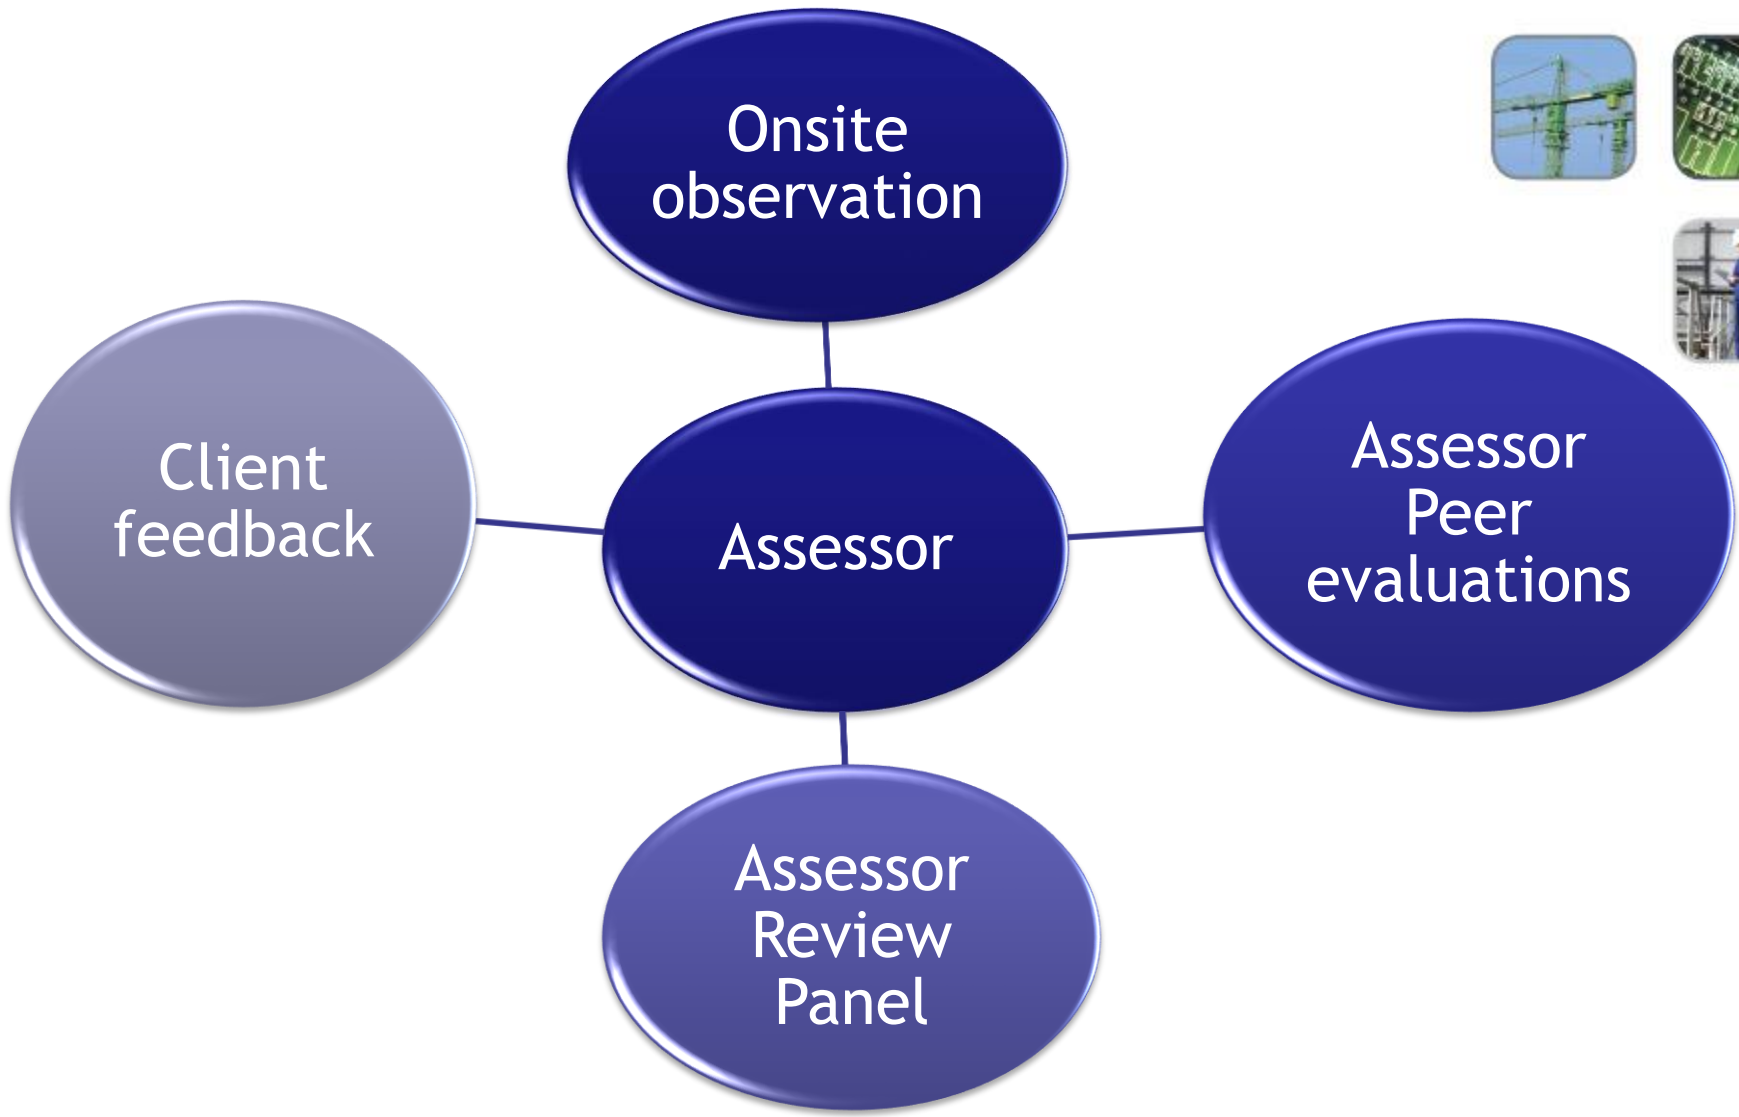 Onsite
observation
Client
feedback
Assessor
Assessor
Peer
evaluations
Assessor
Review
Panel